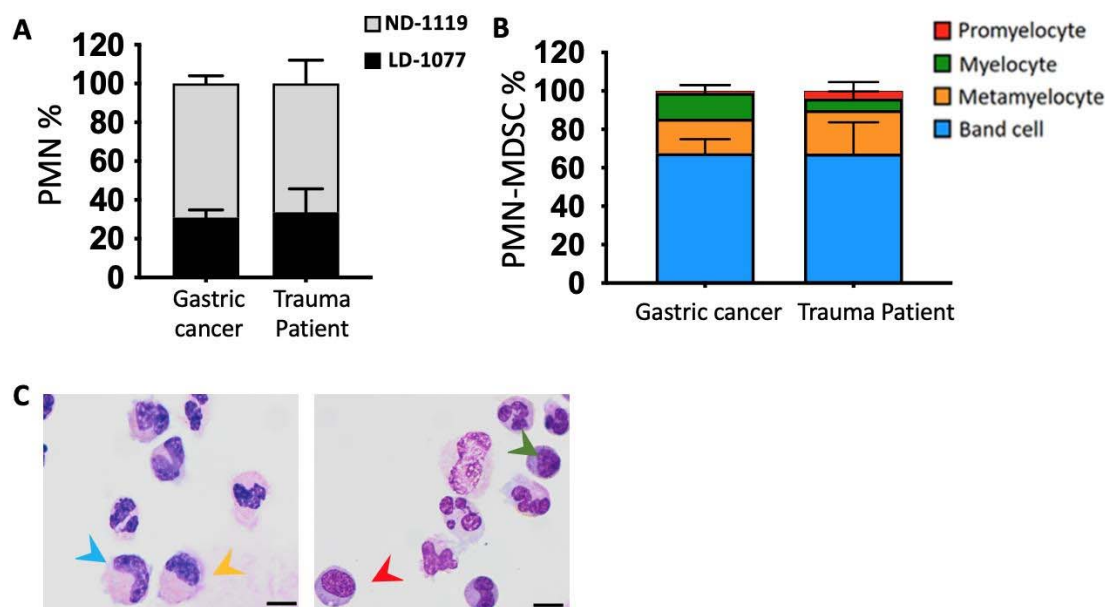 A
ND-1119
LD-1077
PMN %
120
100
80
60
40
20
0
Gastric
cancer
Trauma
Patient
B
Promyelocyte
Myelocyte
Metamyelocyte
Band cell
PMN-MDSC %
120
100
80
60
40
20
0
Gastric cancer
Trauma Patient
C